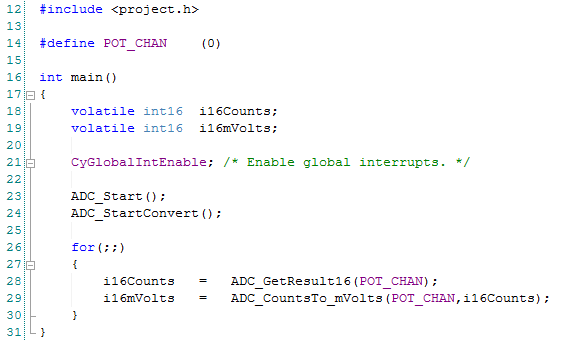 12 #include <project.h>
13
14 #define POT_CHAN    (0)
15
16 int main()
17 {
18     volatile int16  i16Counts;
19     volatile int16  i16mVolts;
20
21     CyGlobalIntEnable; /* Enable global interrupts. */
22
23     ADC_Start();
24     ADC_StartConvert();
25
26     for(;;)
27     {
28         i16Counts   =   ADC_GetResult16(POT_CHAN);
29         i16mVolts   =   ADC_CountsTo_mVolts(POT_CHAN,i16Counts);
30     }
31 }